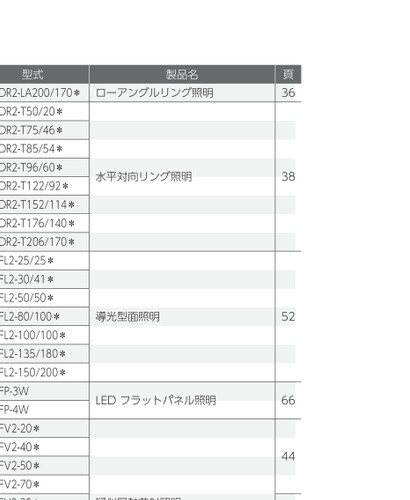 型式 製品名 頁
DR2-LA200/170＊ ローアングルリング照明 36
DR2-T50/20＊
DR2-T75/46＊
DR2-T85/54＊
DR2-T96/60＊
水平対向リング照明 38
DR2-T122/92＊
DR2-T152/114＊
DR2-T176/140＊
DR2-T206/170＊
FL2-25/25＊
FL2-30/41＊
FL2-50/50＊
FL2-80/100＊ 導光型面照明 52
FL2-100/100＊
FL2-135/180＊
FL2-150/200＊
FP-3W
LED フラットパネル照明 66
FP-4W
FV2-20＊
FV2-40＊
44
FV2-50＊
FV2-70＊